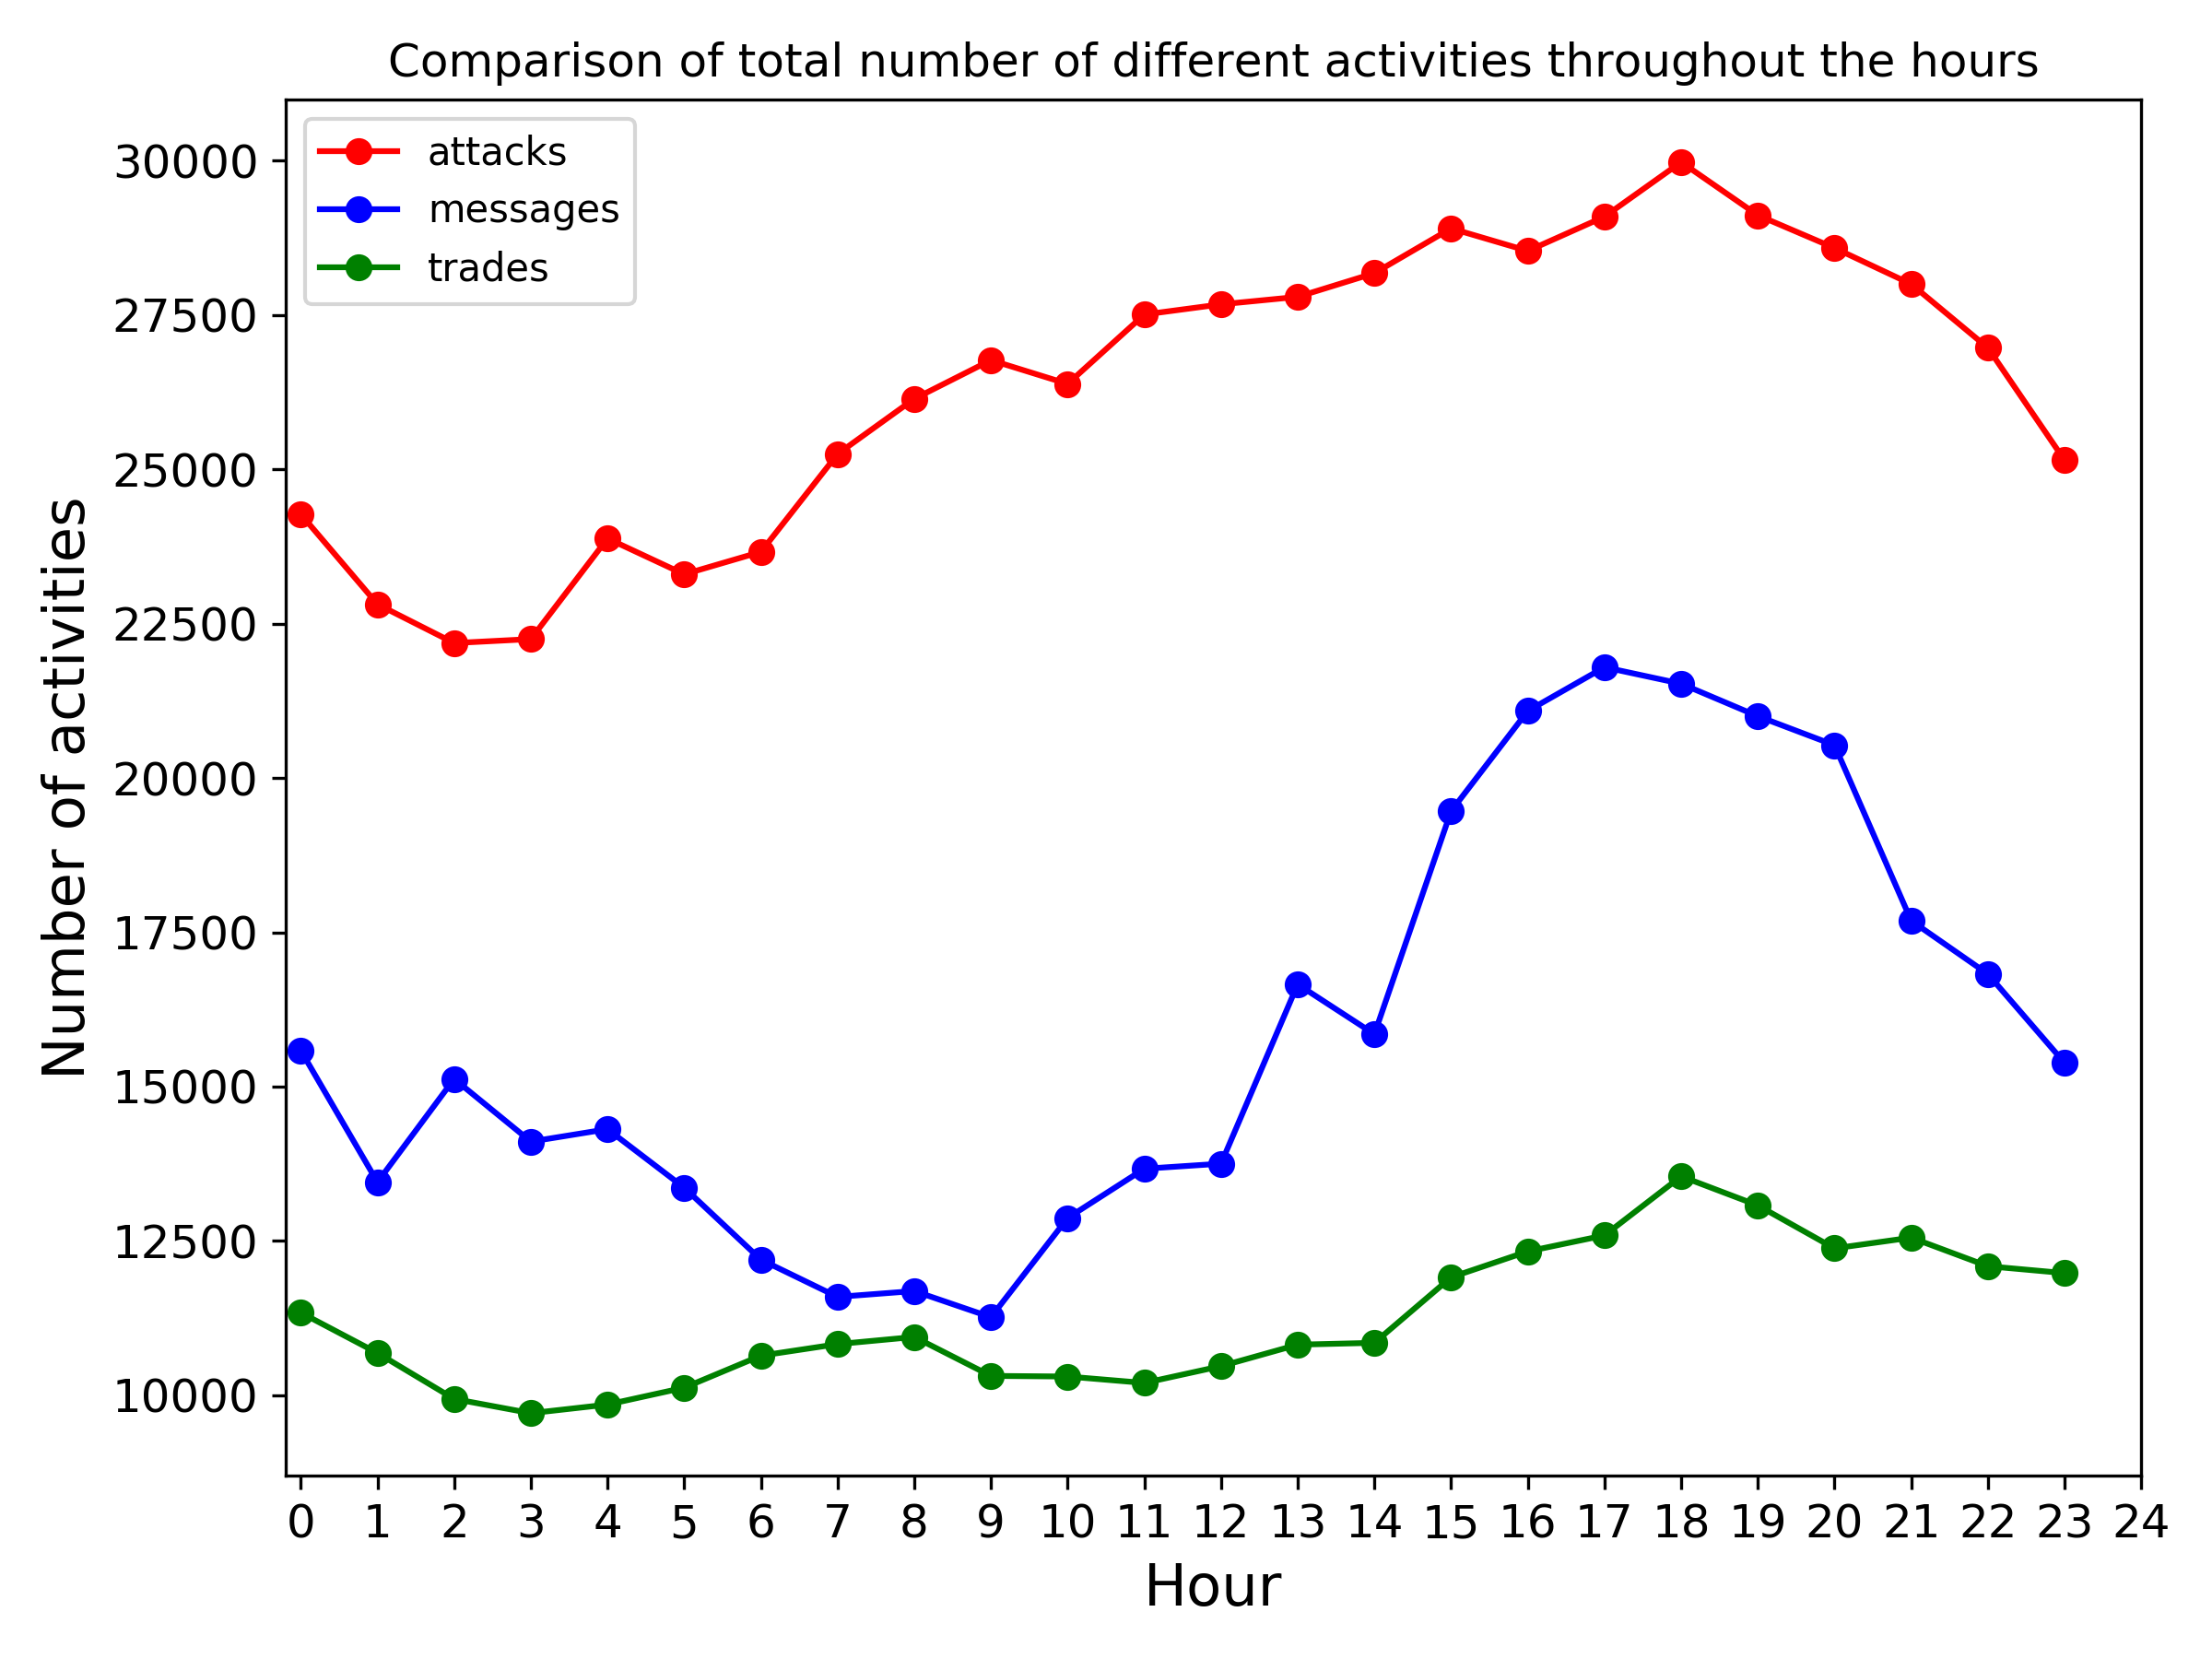 Comparison of total number of different activities throughout the hours
attacks
messages
trades
Number of activities
30000
27500
25000
22500
20000
17500
15000
12500
10000
0 1 2 3 4 5 6 7 8 9 10 11 12 13 14 15 16 17 18 19 20 21 22 23 24
Hour